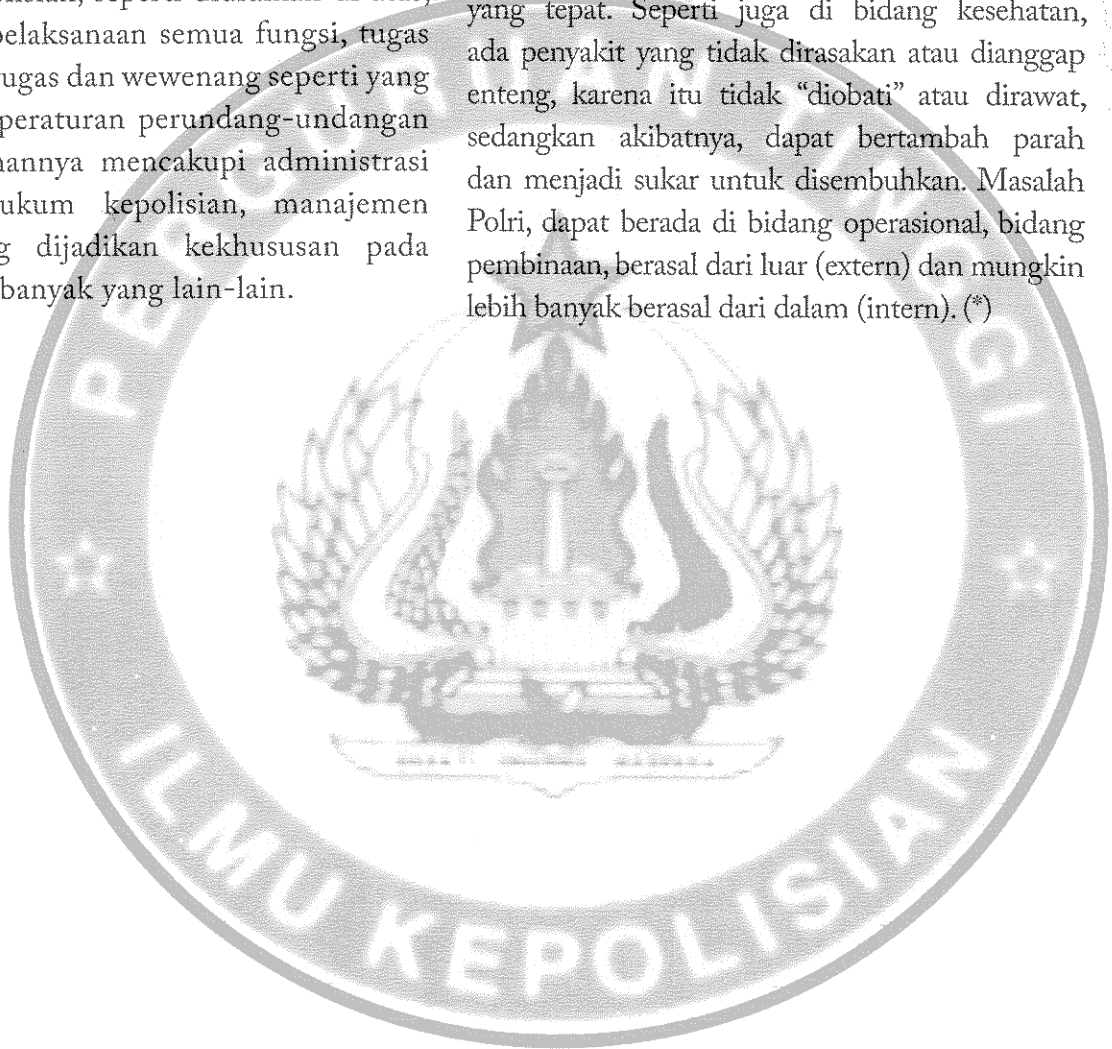 pelaksanaan semua fungsi, tugas
tugas dan wewenang seperti yang
peraturan perundang-undangan
nannya mencakupi administrasi
ukum kepolisian, manajemen
g dijadikan kekhususan pada
banyak yang lain-lain.
yang tepat. Seperti juga di bidang kesehatan,
ada penyakit yang tidak dirasakan atau dianggap
enteng, karena itu tidak “diobati” atau dirawat,
sedangkan akibatnya, dapat bertambah parah
dan menjadi sukar untuk disembuhkan. Masalah
Polri, dapat berada di bidang operasional, bidang
pembinaan, berasal dari luar (extern) dan mungkin
lebih banyak berasal dari dalam (intern). (*)
PERGURUAN TINGGI
ILMU KEPOLISIAN